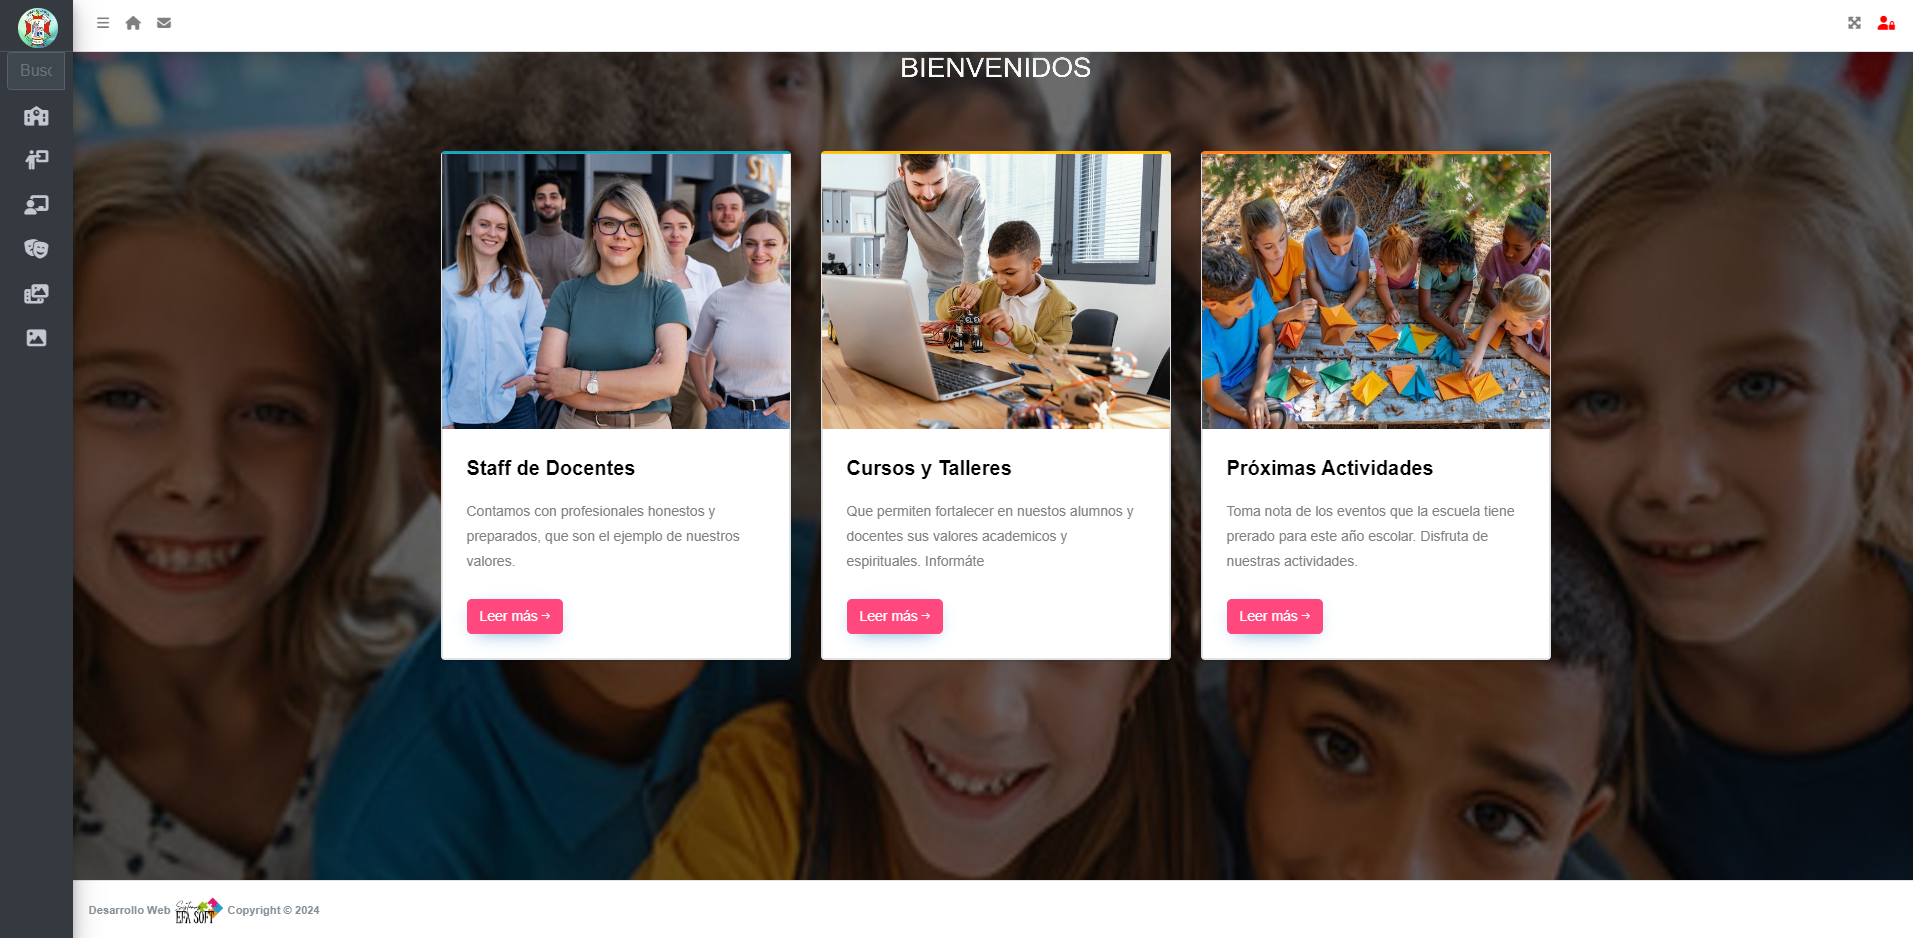 Busc
BIENVENIDOS
Staff de Docentes
Contamos con profesionales honestos y
preparados, que son el ejemplo de nuestros
valores.
Leer más
Cursos y Talleres
Que permiten fortalecer en nuestos alumnos y
docentes sus valores academicos y
espirituales. Informáte
Leer más
Próximas Actividades
Toma nota de los eventos que la escuela tiene
prerado para este año escolar. Disfruta de
nuestras actividades.
Leer más
Desarrollo Web Sistemas EFA SOFT Copyright © 2024